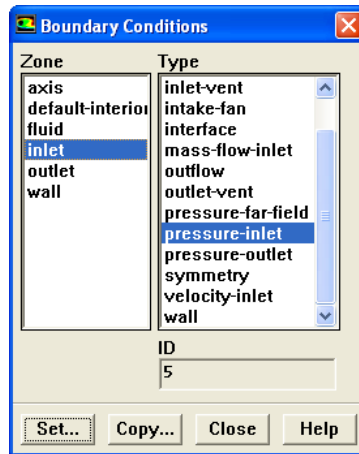 Boundary Conditions
Zone
Type
axis
default-interior
fluid
inlet
outlet
wall
inlet-vent
intake-fan
interface
mass-flow-inlet
outflow
outlet-vent
pressure-far-field
pressure-inlet
pressure-outlet
symmetry
velocity-inlet
wall
ID
5
Set... Copy... Close Help